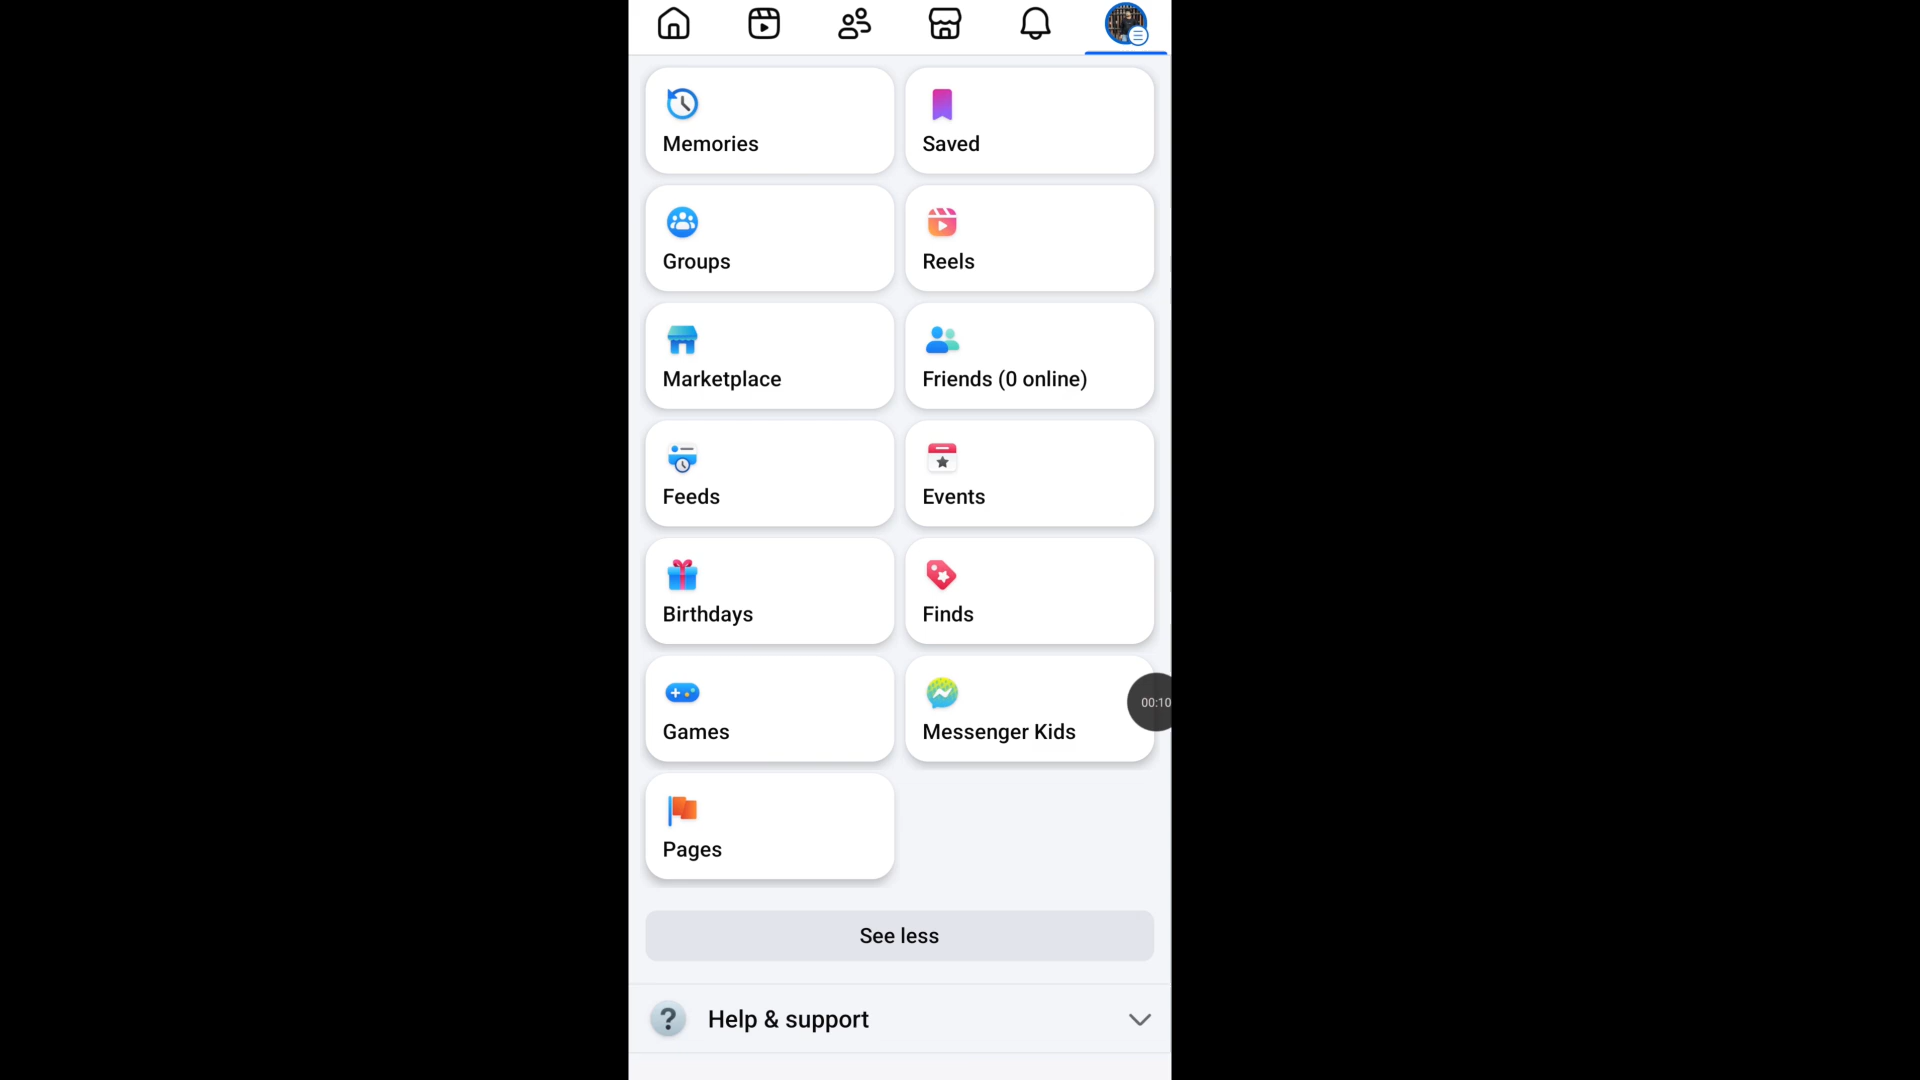 Memories
Saved
Groups
Reels
Marketplace
Friends (0 online)
Feeds
Events
Birthdays
Finds
Games
Messenger Kids
00:10
Pages
See less
? Help & support